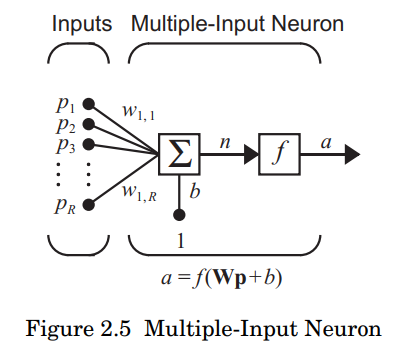 Inputs Multiple-Input Neuron
p1
w1,1
p2
p3
Σ
n
f
a
pR
w1,R
b
1
a = f(Wp + b)
Figure 2.5 Multiple-Input Neuron